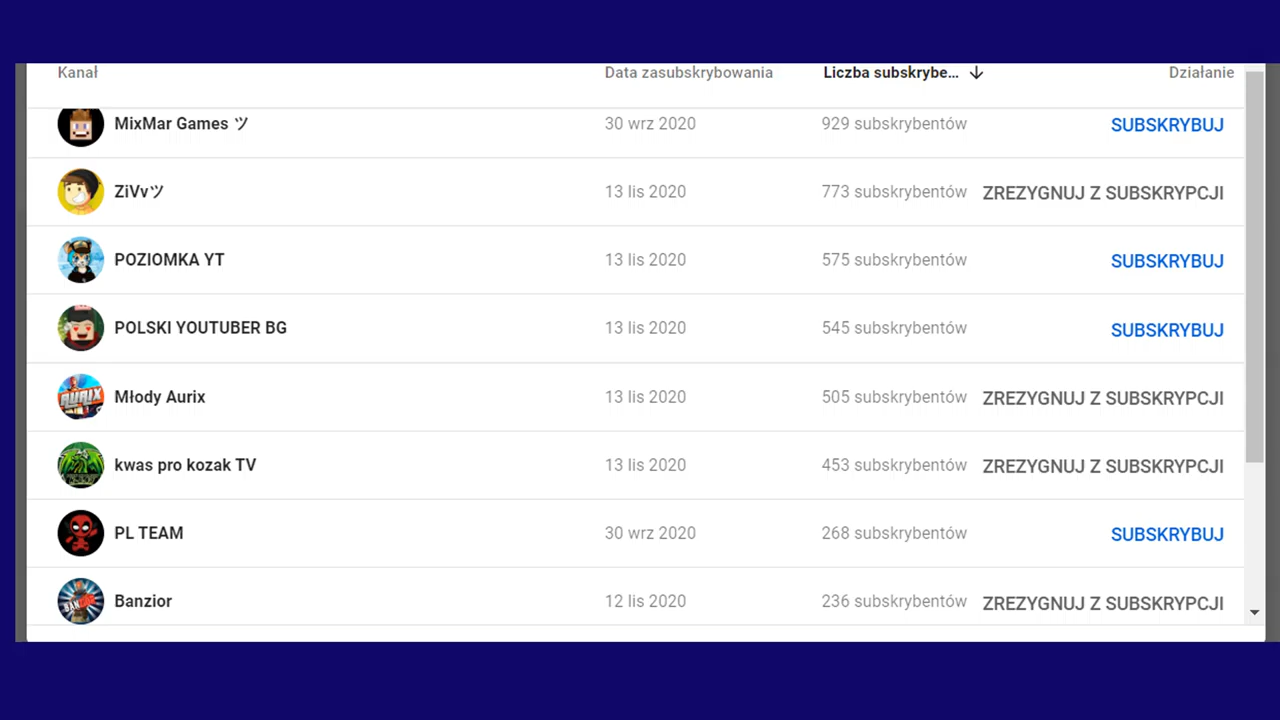 Kanał Data zasubskrybowania Liczba subskrybe... ↓ Działanie
MixMar Games ツ 30 wrz 2020 929 subskrybentów SUBSKRYBUJ
ZiVvツ 13 lis 2020 773 subskrybentów ZREZYGNUJ Z SUBSKRYPCJI
POZIOMKA YT 13 lis 2020 575 subskrybentów SUBSKRYBUJ
POLSKI YOUTUBER BG 13 lis 2020 545 subskrybentów SUBSKRYBUJ
Młody Aurix 13 lis 2020 505 subskrybentów ZREZYGNUJ Z SUBSKRYPCJI
kwas pro kozak TV 13 lis 2020 453 subskrybentów ZREZYGNUJ Z SUBSKRYPCJI
PL TEAM 30 wrz 2020 268 subskrybentów SUBSKRYBUJ
Banzior 12 lis 2020 236 subskrybentów ZREZYGNUJ Z SUBSKRYPCJI